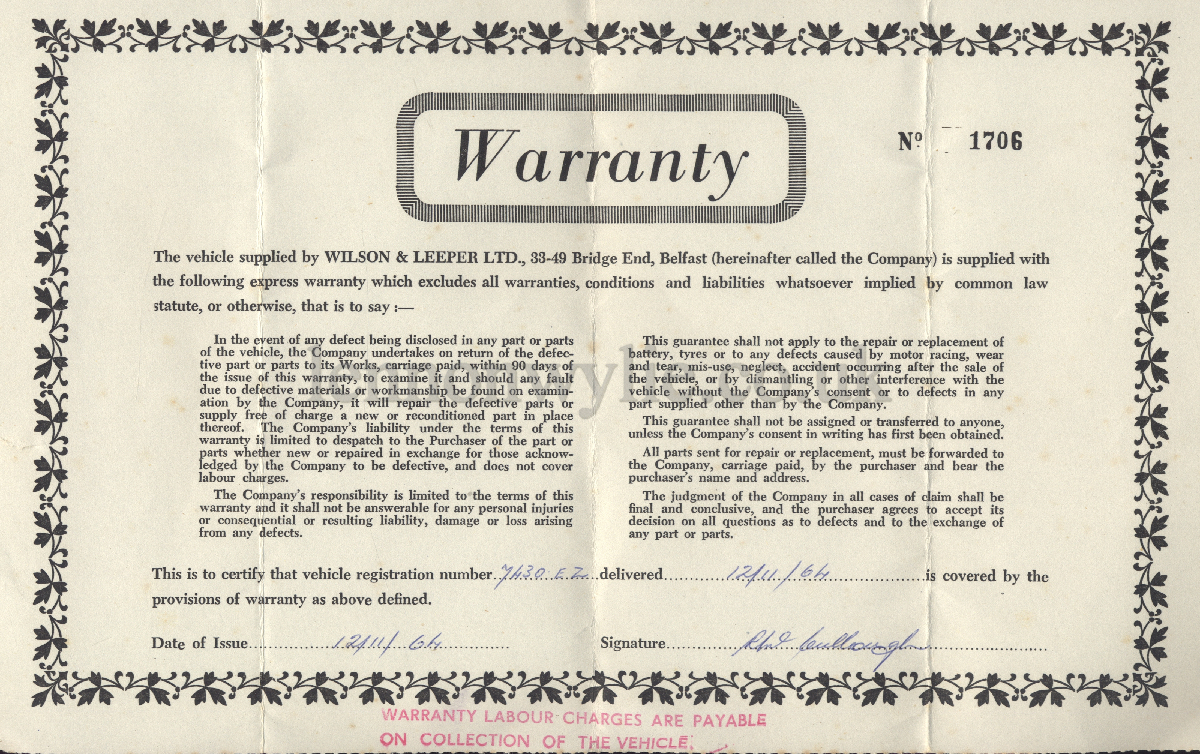 Warranty
Nº 1706
The vehicle supplied by WILSON & LEEPER LTD., 33-49 Bridge End, Belfast (hereinafter called the Company) is supplied with
the following express warranty which excludes all warranties, conditions and liabilities whatsoever implied by common law
statute, or otherwise, that is to say :—
In the event of any defect being disclosed in any part or parts
of the vehicle, the Company undertakes on return of the defec-
tive part or parts to its Works, carriage paid, within 90 days of
the issue of this warranty, to examine it and should any fault
due to defective materials or workmanship be found on examin-
ation by the Company, it will repair the defective parts or
supply free of charge a new or reconditioned part in place
thereof. The Company's liability under the terms of this
warranty is limited to despatch to the Purchaser of the part or
parts whether new or repaired in exchange for those acknow-
ledged by the Company to be defective, and does not cover
labour charges.
The Company's responsibility is limited to the terms of this
warranty and it shall not be answerable for any personal injuries
or consequential or resulting liability, damage or loss arising
from any defects.
This guarantee shall not apply to the repair or replacement of
battery, tyres or to any defects caused by motor racing, wear
and tear, mis-use, neglect, accident occurring after the sale of
the vehicle, or by dismantling or other interference with the
vehicle without the Company's consent or to defects in any
part supplied other than by the Company.
This guarantee shall not be assigned or transferred to anyone,
unless the Company's consent in writing has first been obtained.
All parts sent for repair or replacement, must be forwarded to
the Company, carriage paid, by the purchaser and bear the
purchaser's name and address.
The judgment of the Company in all cases of claim shall be
final and conclusive, and the purchaser agrees to accept its
decision on all questions as to defects and to the exchange of
any part or parts.
This is to certify that vehicle registration number 7430 EZ delivered 12/11/64 is covered by the
provisions of warranty as above defined.
Date of Issue 12/11/64 Signature
WARRANTY LABOUR CHARGES ARE PAYABLE
ON COLLECTION OF THE VEHICLE.